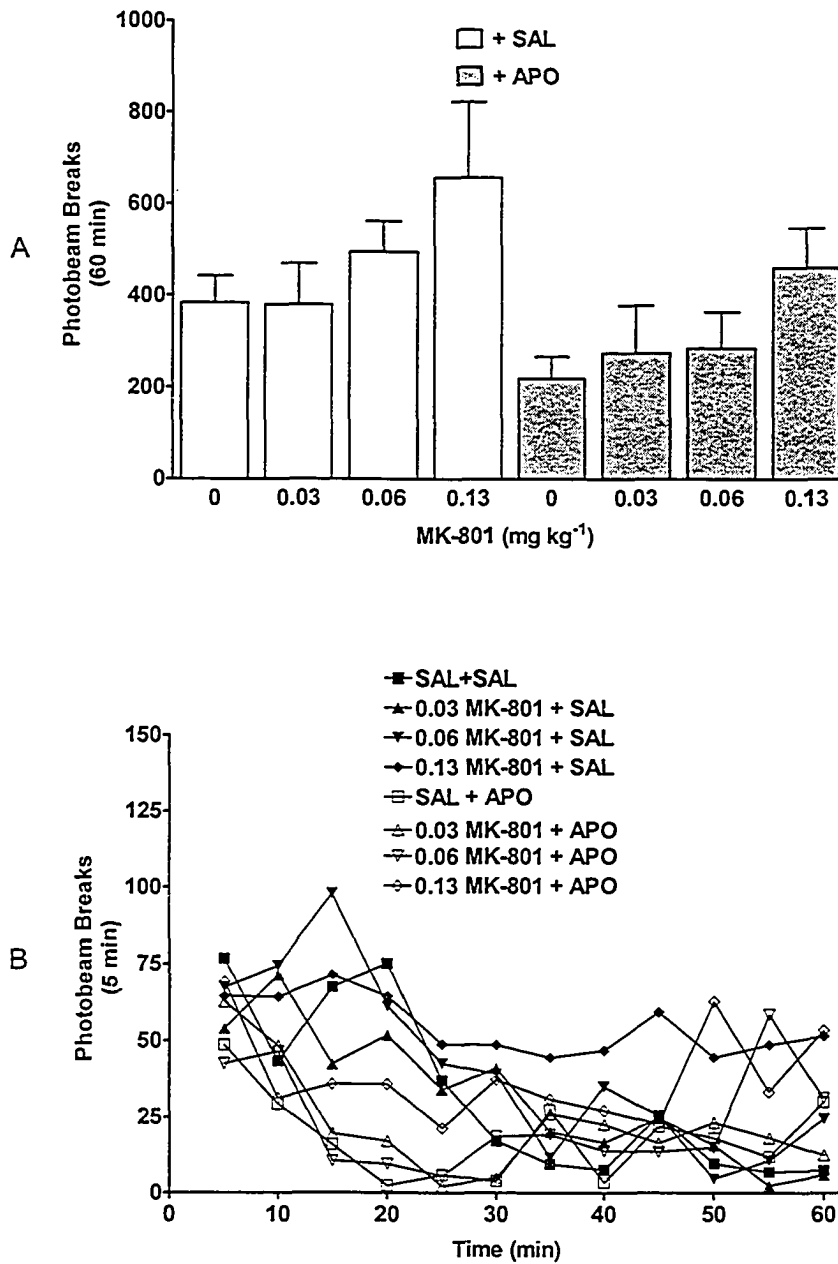 1000
800
600
400
200
0
+ SAL
+ APO
A
Photobeam Breaks
(60 min)
0 0.03 0.06 0.13 0 0.03 0.06 0.13
MK-801 (mg kg⁻¹)
SAL+SAL
0.03 MK-801 + SAL
0.06 MK-801 + SAL
0.13 MK-801 + SAL
SAL + APO
0.03 MK-801 + APO
0.06 MK-801 + APO
0.13 MK-801 + APO
150
125
100
75
50
25
0
B
Photobeam Breaks
(5 min)
0 10 20 30 40 50 60
Time (min)